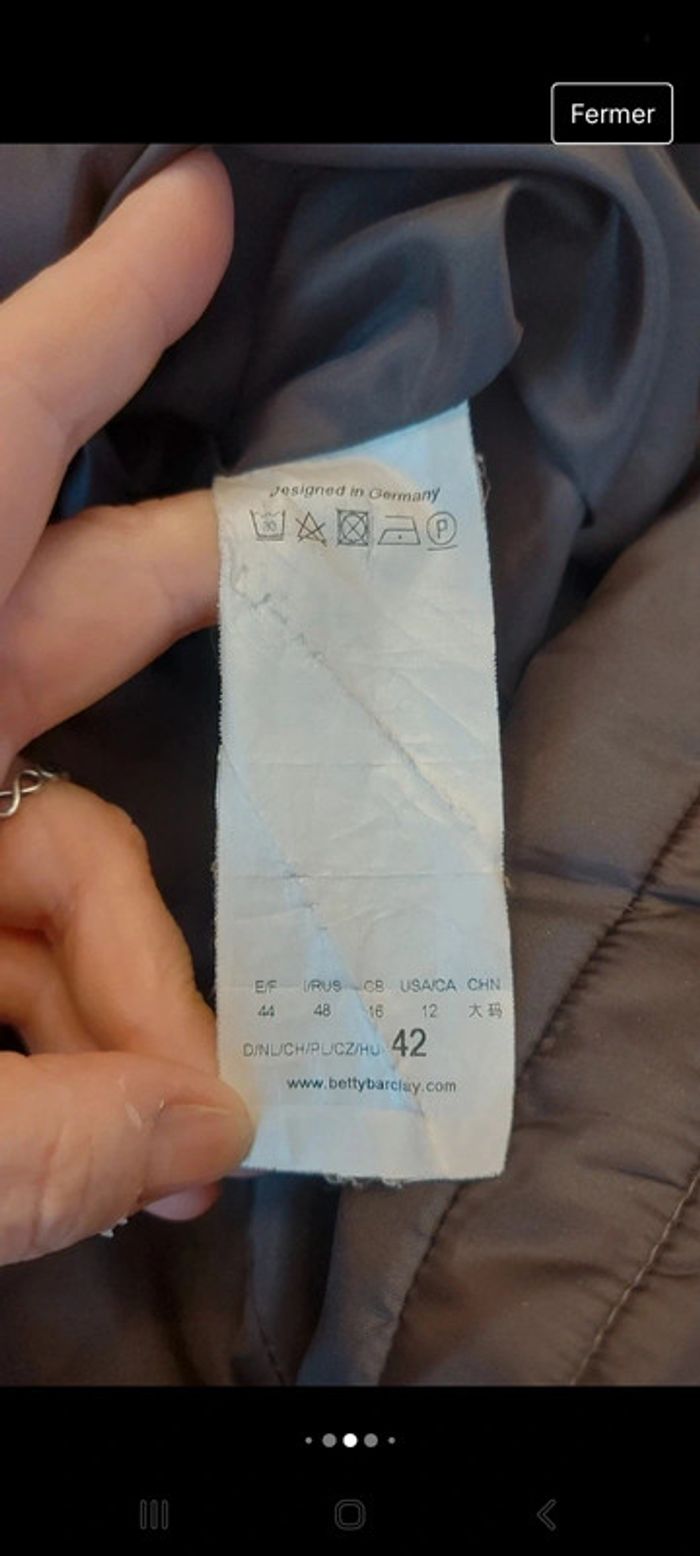 Fermer
Designed in Germany
30 P
E/F I/RUS GB USA/CA CHN
44 48 16 12 大码
D/NL/CH/PL/CZ/HU 42
www.bettybarclay.com